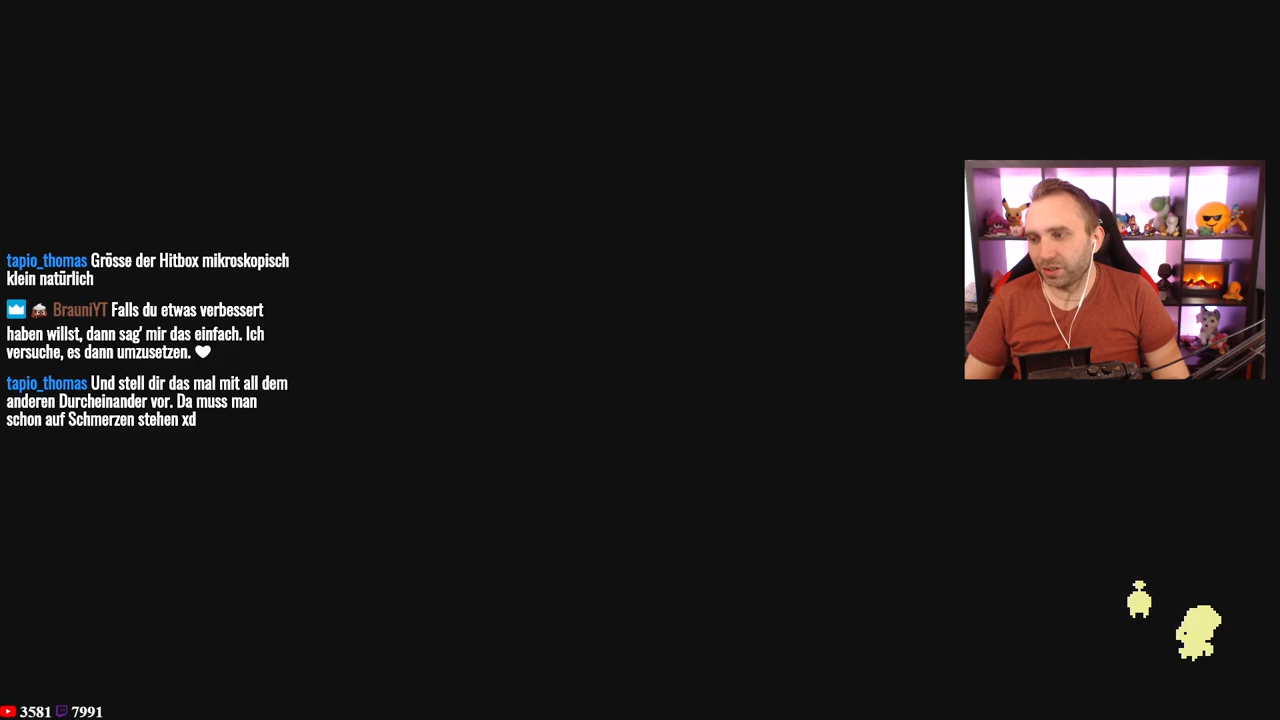 tapio_thomas Grösse der Hitbox mikroskopisch
klein natürlich
BrauniYT Falls du etwas verbessert
haben willst, dann sag' mir das einfach. Ich
versuche, es dann umzusetzen.
tapio_thomas Und stell dir das mal mit all dem
anderen Durcheinander vor. Da muss man
schon auf Schmerzen stehen xd
3581 7991